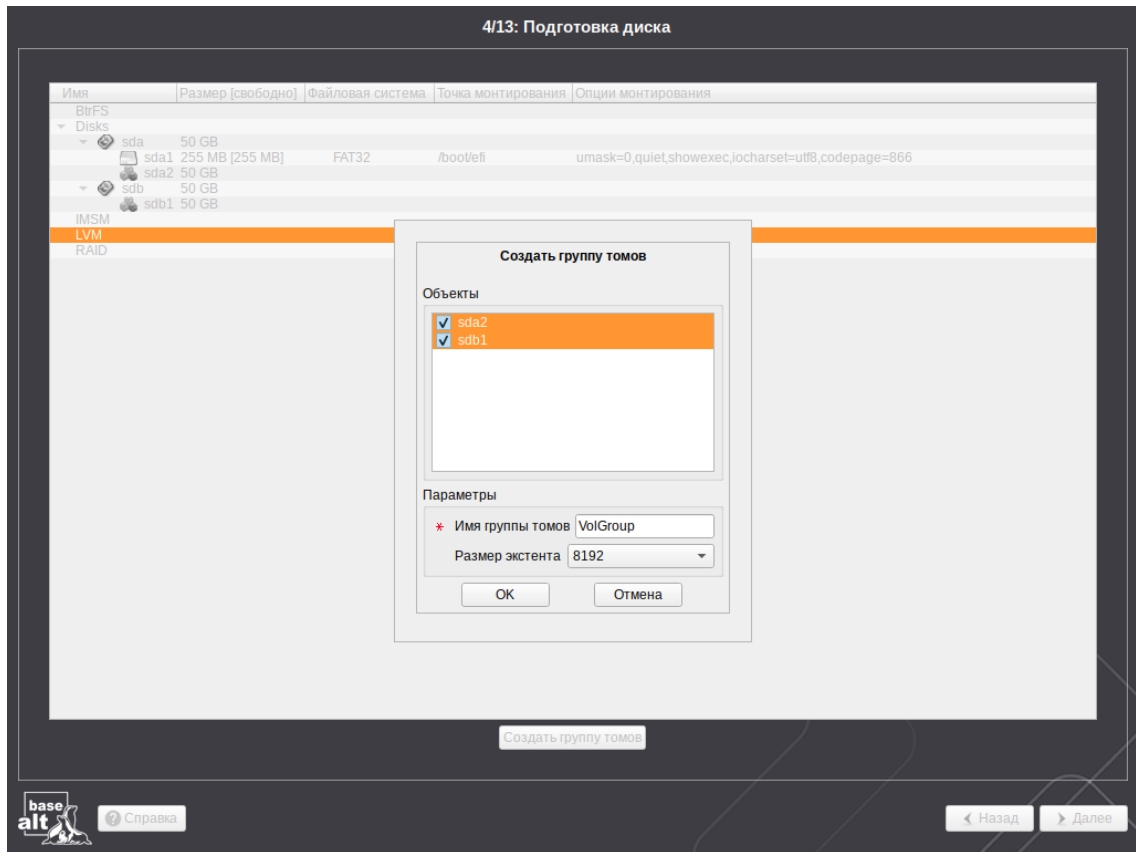 4/13: Подготовка диска
Имя Размер [свободно] Файловая система Точка монтирования Опции монтирования
BtrFS
Disks
sda 50 GB
sda1 255 MB [255 MB] FAT32 /boot/efi umask=0,quiet,showexec,iocharset=utf8,codepage=866
sda2 50 GB
sdb 50 GB
sdb1 50 GB
IMSM
LVM
RAID
Создать группу томов
Объекты
sda2
sdb1
Параметры
* Имя группы томов VolGroup
Размер экстента 8192
OK Отмена
Создать группу томов
base
alt
Справка Назад Далее